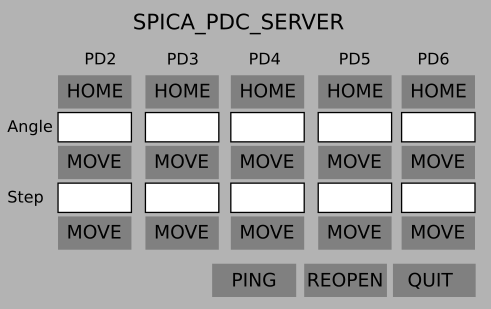 SPICA_PDC_SERVER
PD2 PD3 PD4 PD5 PD6
HOME HOME HOME HOME HOME
Angle
MOVE MOVE MOVE MOVE MOVE
Step
MOVE MOVE MOVE MOVE MOVE
PING REOPEN QUIT